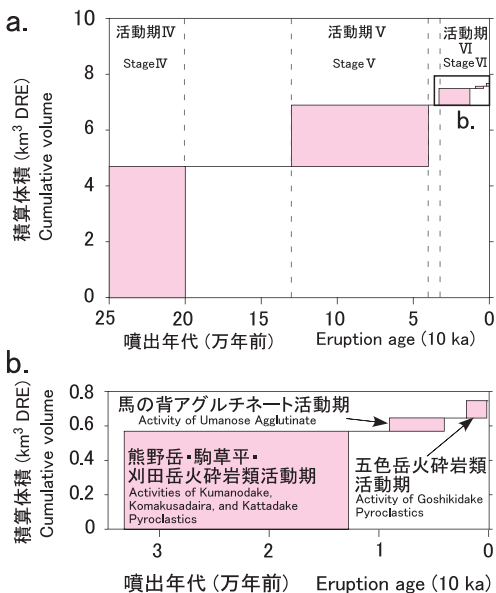 a.
活動期Ⅳ
Stage Ⅳ
活動期Ⅴ
Stage Ⅴ
活動期
Ⅵ
Stage Ⅵ
b.
積算体積 (km³ DRE)
Cumulative volume
10
8
6
4
2
0
25
20
15
10
5
0
噴出年代 (万年前)
Eruption age (10 ka)
b.
積算体積 (km³ DRE)
Cumulative volume
0.8
0.6
0.4
0.2
0
馬の背アグルチネート活動期
Activity of Umanose Agglutinate
熊野岳・駒草平・
刈田岳火砕岩類活動期
Activities of Kumanodake,
Komakusadaira, and Kattadake
Pyroclastics
五色岳火砕岩類
活動期
Activity of Goshikidake
Pyroclastics
3
2
1
0
噴出年代 (万年前)
Eruption age (10 ka)